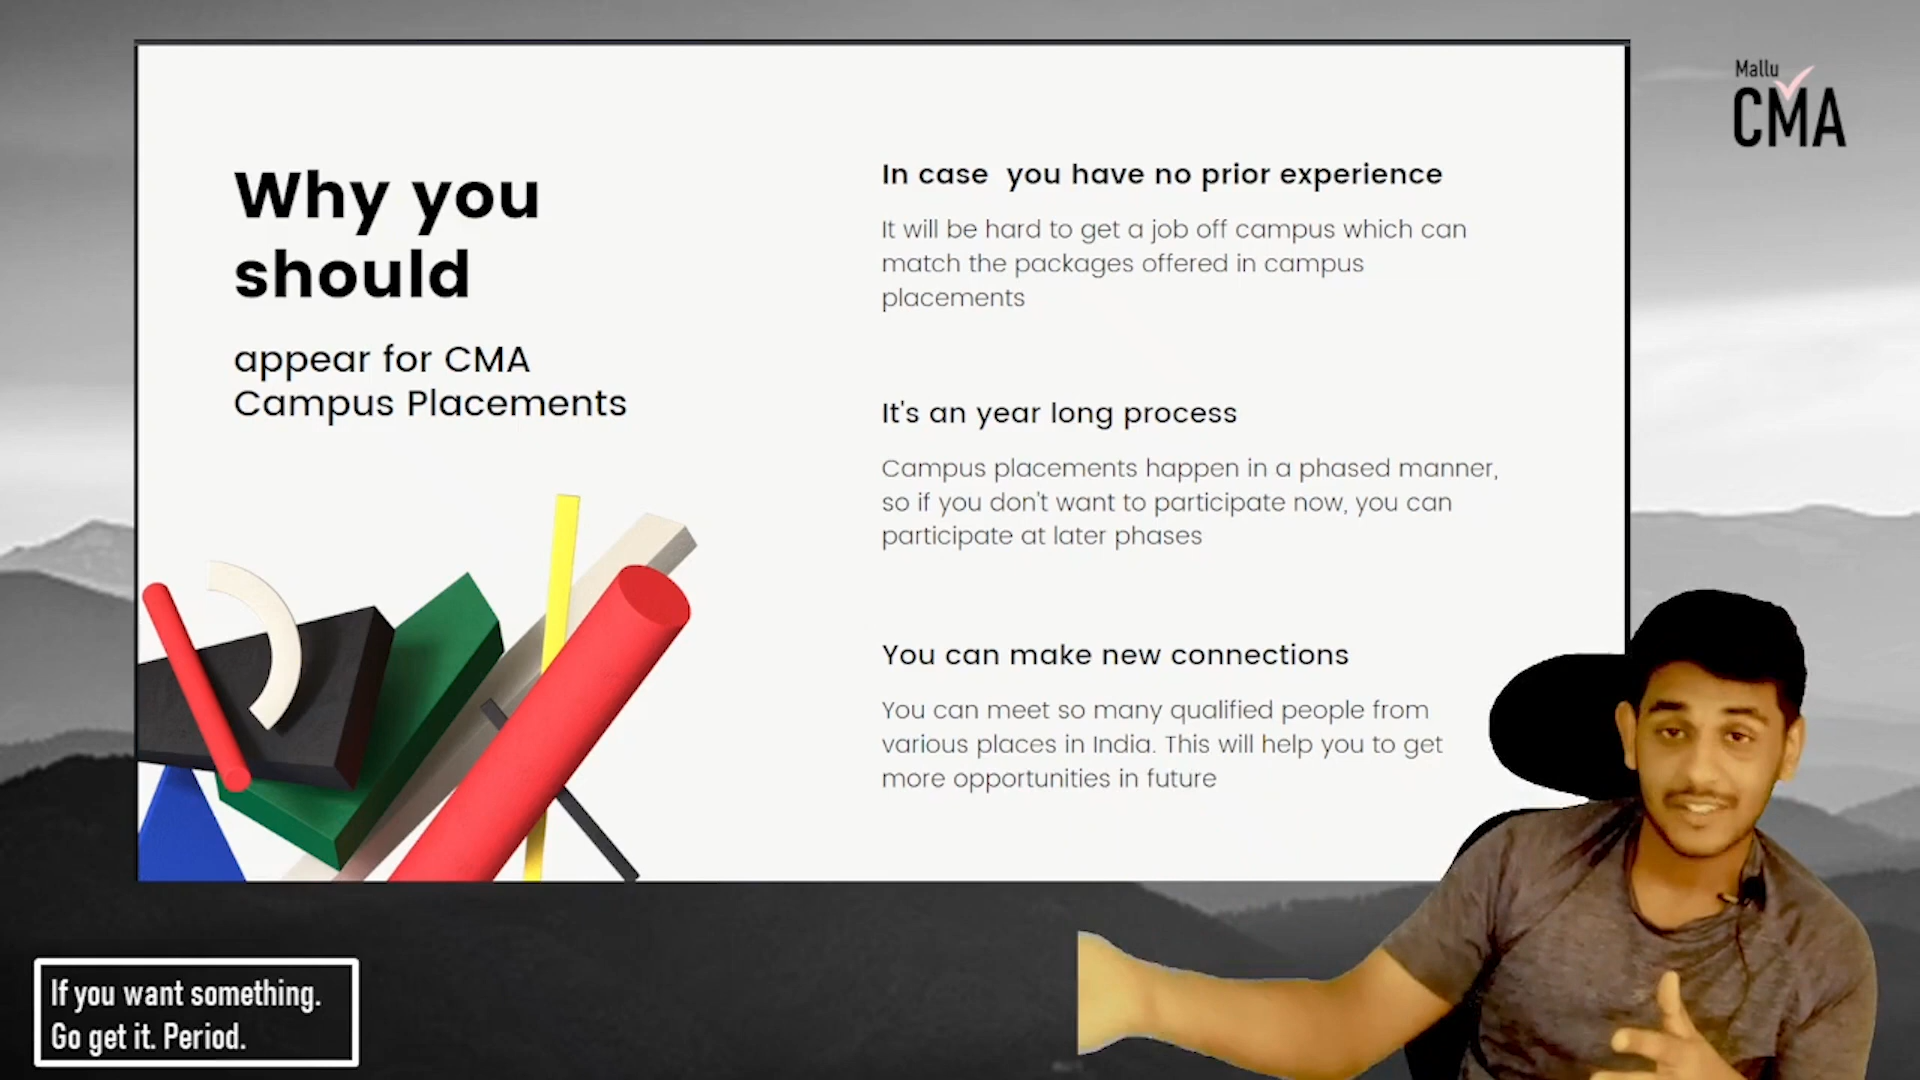 Mallu
CMA
Why you
should
appear for CMA
Campus Placements
In case  you have no prior experience
It will be hard to get a job off campus which can
match the packages offered in campus
placements
It's an year long process
Campus placements happen in a phased manner,
so if you don't want to participate now, you can
participate at later phases
You can make new connections
You can meet so many qualified people from
various places in India. This will help you to get
more opportunities in future
If you want something.
Go get it. Period.